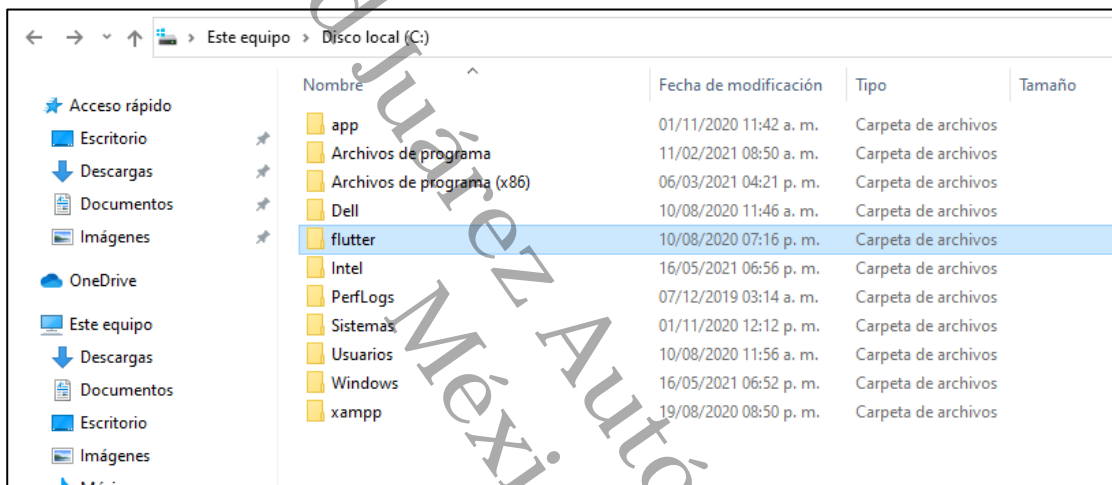 Este equipo > Disco local (C:)
Acceso rápido
Escritorio
Descargas
Documentos
Imágenes
OneDrive
Este equipo
Descargas
Documentos
Escritorio
Imágenes
Nombre Fecha de modificación Tipo Tamaño
app 01/11/2020 11:42 a. m. Carpeta de archivos
Archivos de programa 11/02/2021 08:50 a. m. Carpeta de archivos
Archivos de programa (x86) 06/03/2021 04:21 p. m. Carpeta de archivos
Dell 10/08/2020 11:46 a. m. Carpeta de archivos
flutter 10/08/2020 07:16 p. m. Carpeta de archivos
Intel 16/05/2021 06:56 p. m. Carpeta de archivos
PerfLogs 07/12/2019 03:14 a. m. Carpeta de archivos
Sistemas 01/11/2020 12:12 p. m. Carpeta de archivos
Usuarios 10/08/2020 11:56 a. m. Carpeta de archivos
Windows 16/05/2021 06:52 p. m. Carpeta de archivos
xampp 19/08/2020 08:50 p. m. Carpeta de archivos
d Juárez Autó
Méxi